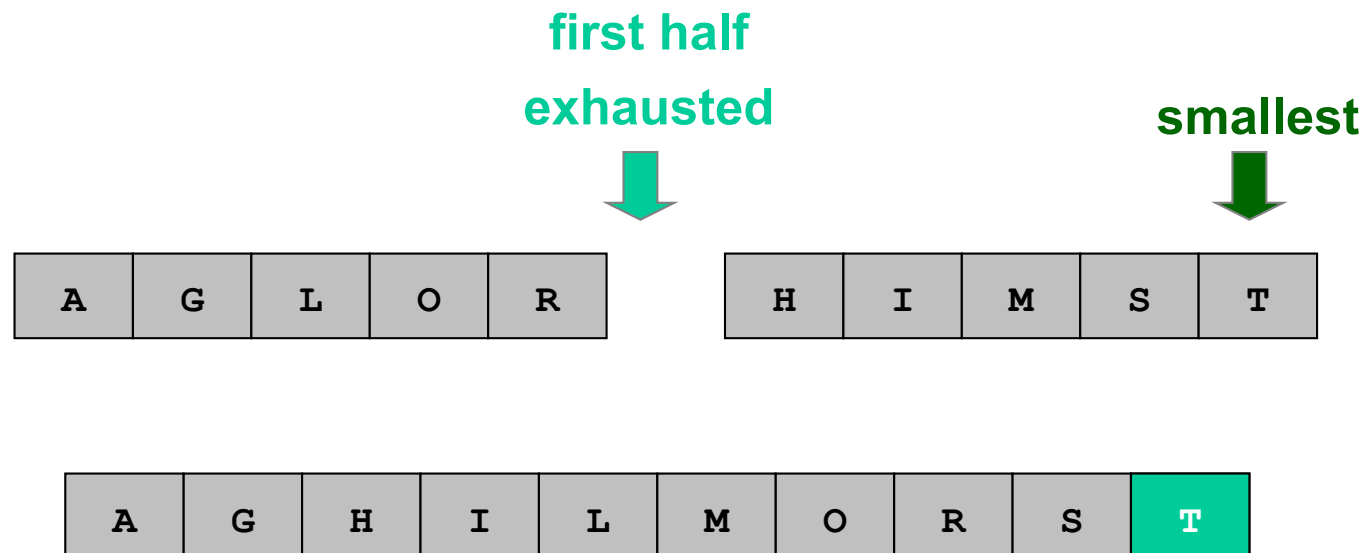 first half
exhausted
smallest
A G L O R H I M S T
A G H I L M O R S T